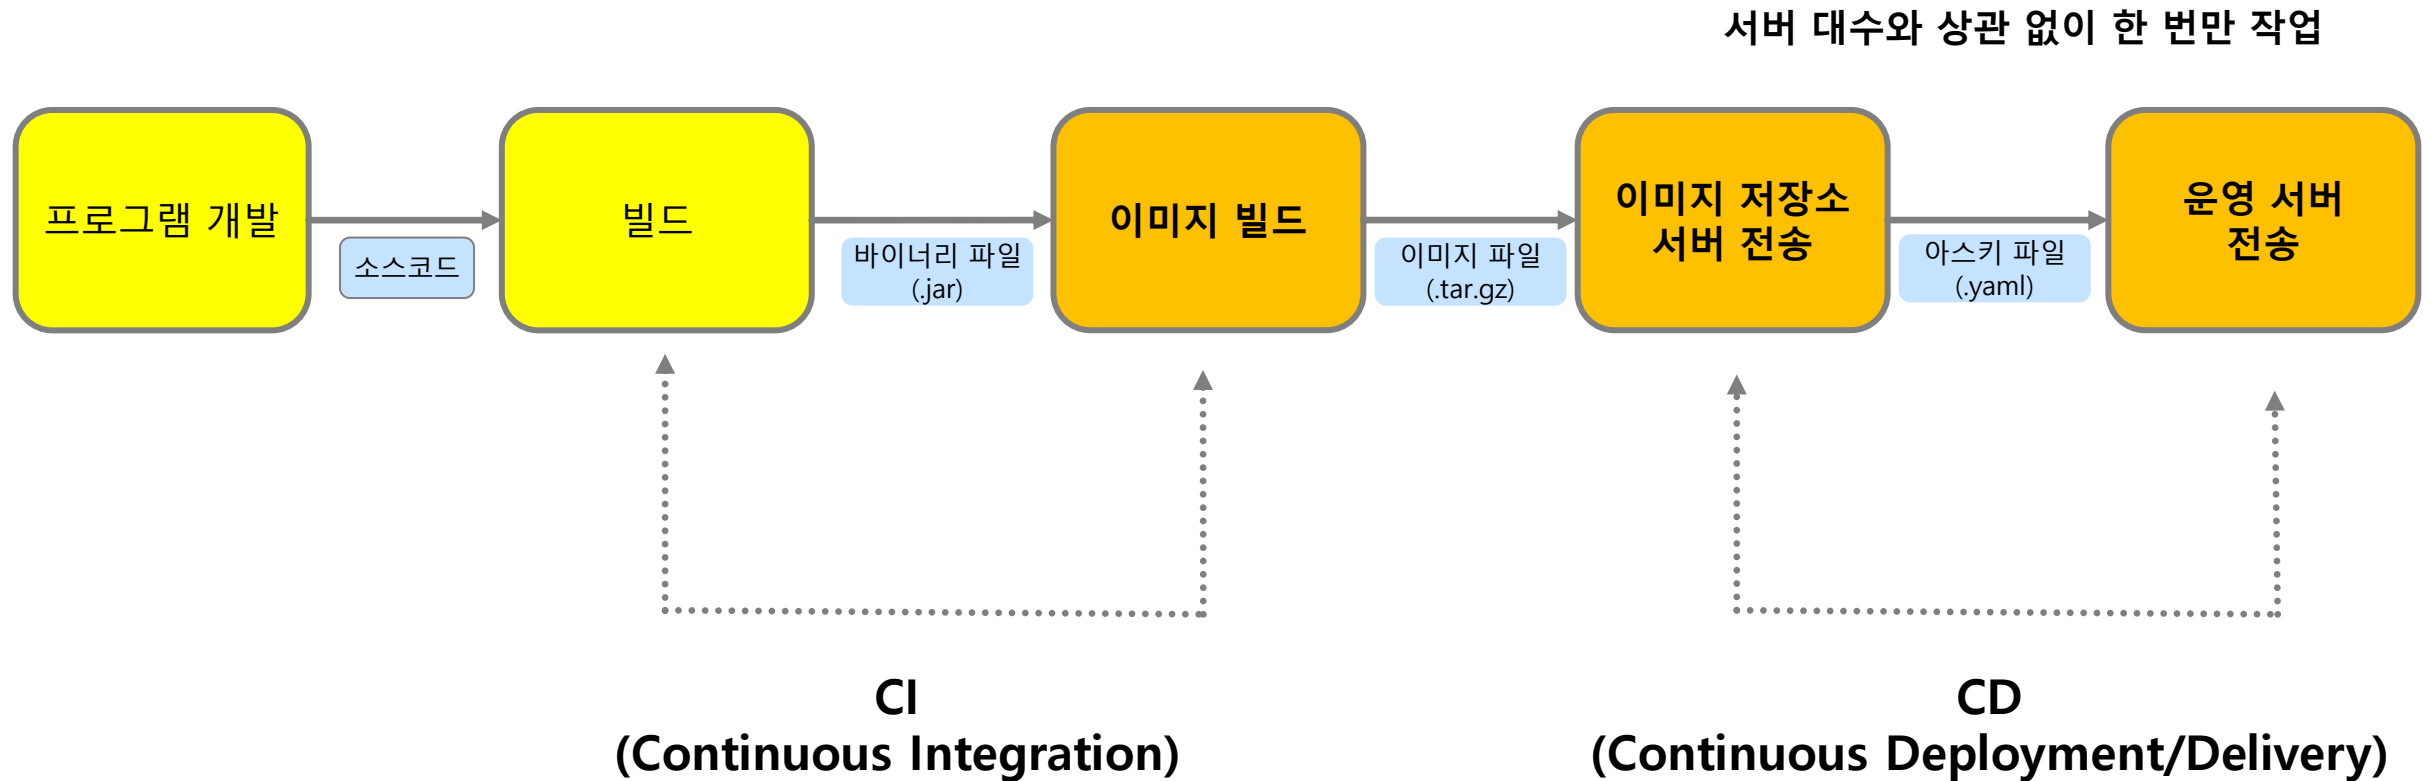 서버 대수와 상관 없이 한 번만 작업
프로그램 개발
소스코드
빌드
바이너리 파일
(.jar)
이미지 빌드
이미지 파일
(.tar.gz)
이미지 저장소
서버 전송
아스키 파일
(.yaml)
운영 서버
전송
CI
(Continuous Integration)
CD
(Continuous Deployment/Delivery)